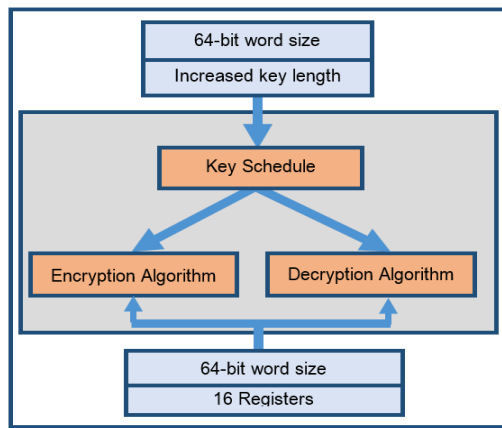 64-bit word size
Increased key length
Key Schedule
Encryption Algorithm
Decryption Algorithm
64-bit word size
16 Registers